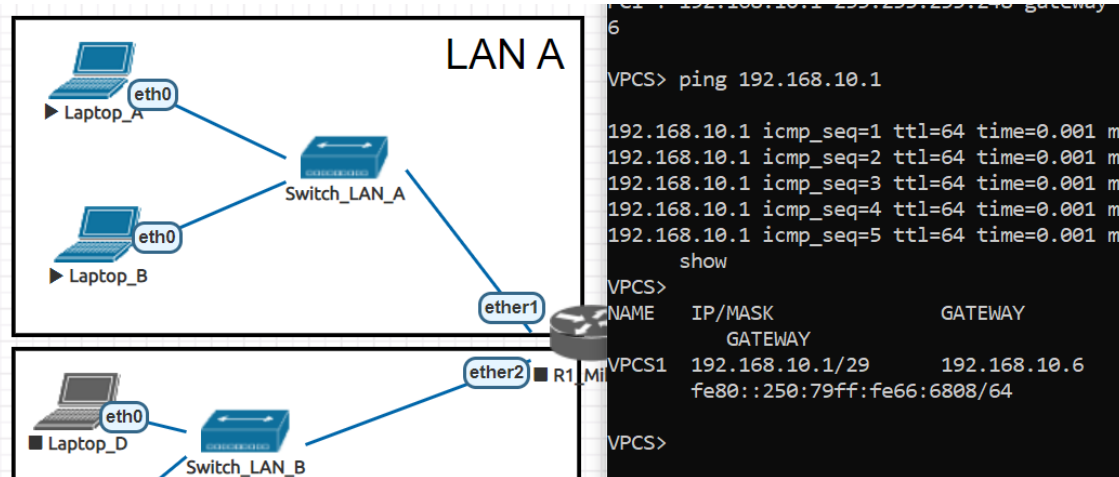 LAN A
eth0
Laptop_A
Switch_LAN_A
eth0
Laptop_B
ether1
ether2
R1_Mi
eth0
Laptop_D
Switch_LAN_B
6
VPCS> ping 192.168.10.1
192.168.10.1 icmp_seq=1 ttl=64 time=0.001 m
192.168.10.1 icmp_seq=2 ttl=64 time=0.001 m
192.168.10.1 icmp_seq=3 ttl=64 time=0.001 m
192.168.10.1 icmp_seq=4 ttl=64 time=0.001 m
192.168.10.1 icmp_seq=5 ttl=64 time=0.001 m
show
VPCS>
NAME IP/MASK GATEWAY
GATEWAY
VPCS1 192.168.10.1/29 192.168.10.6
fe80::250:79ff:fe66:6808/64
VPCS>